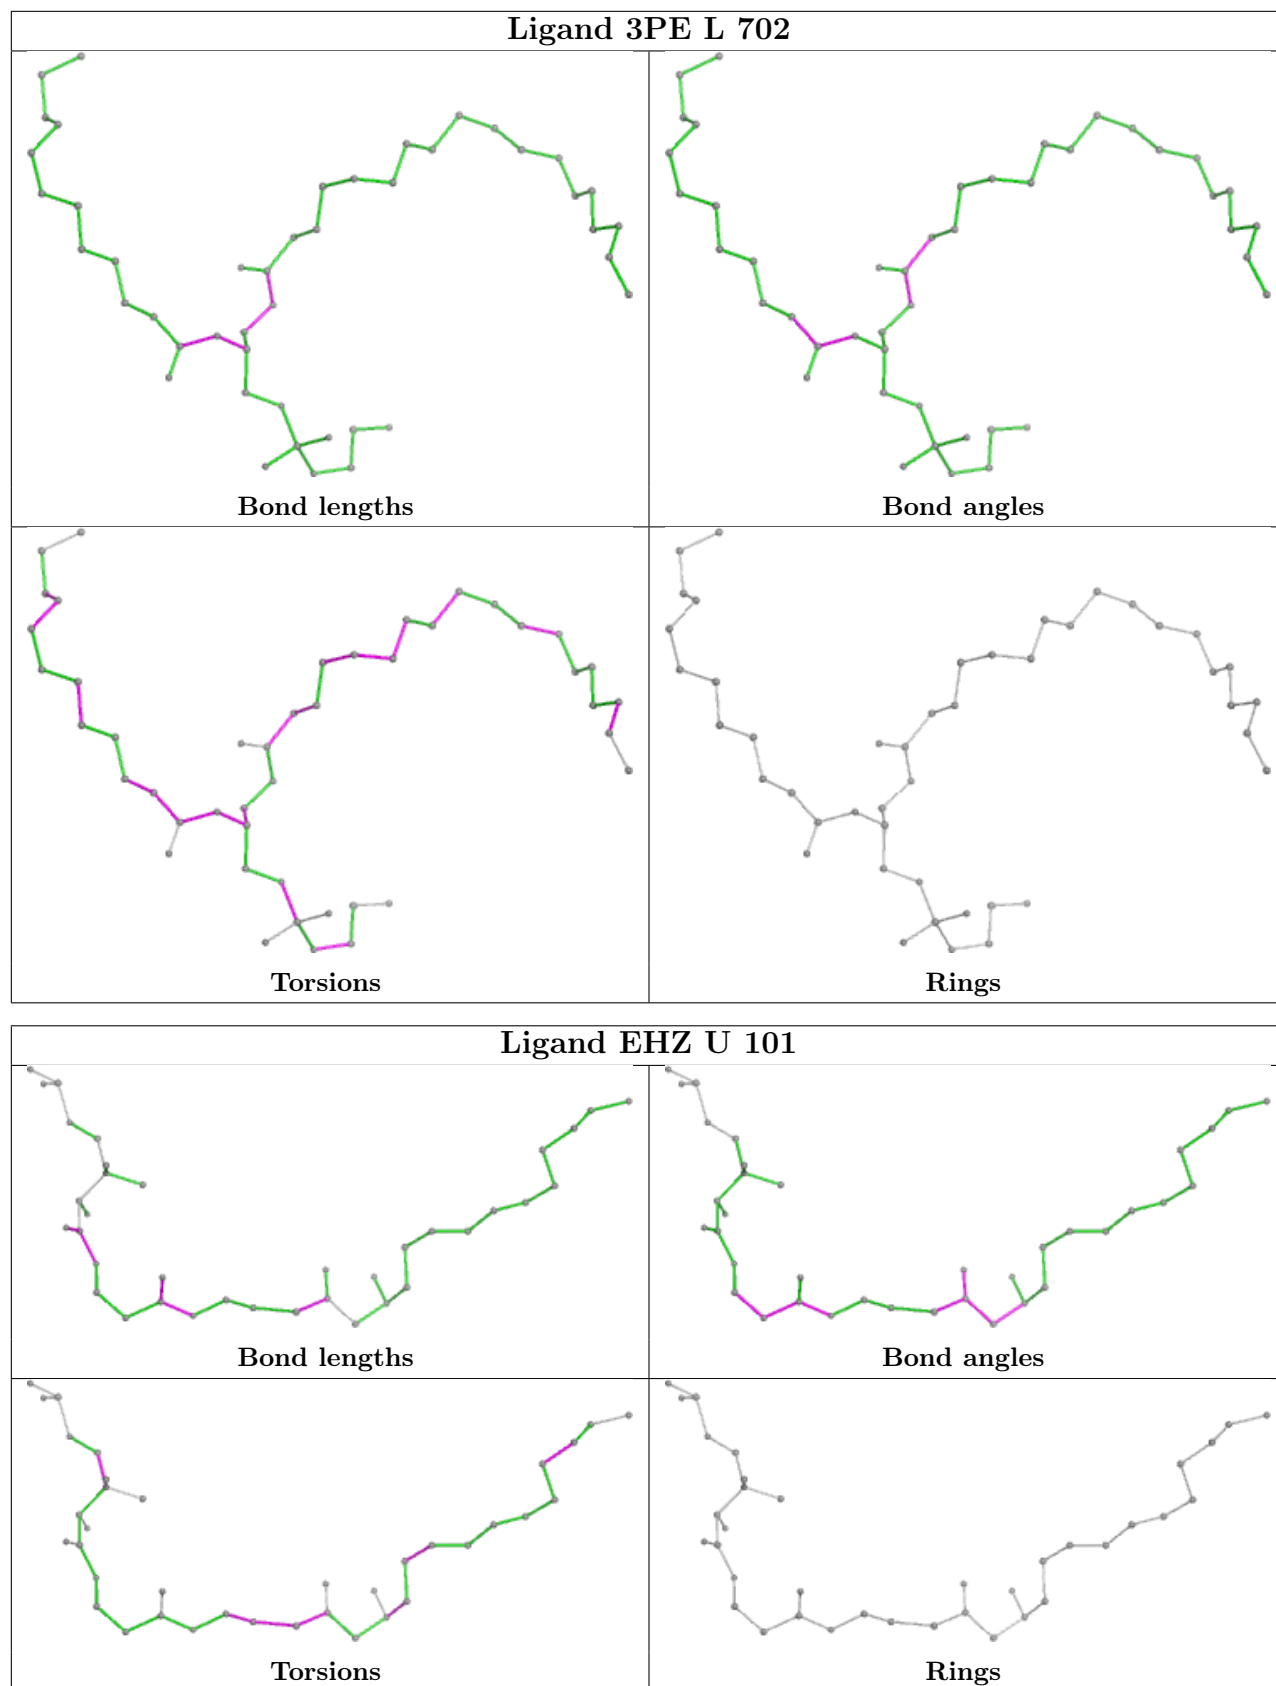 Ligand 3PE L 702
Bond lengths
Bond angles
Torsions
Rings
Ligand EHZ U 101
Bond lengths
Bond angles
Torsions
Rings